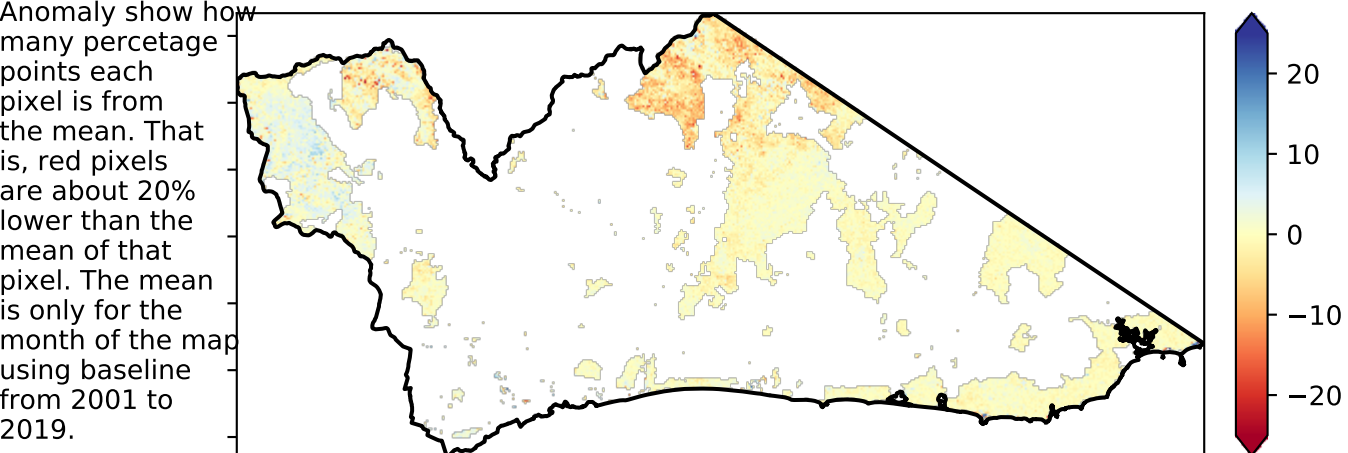 Anomaly show how
many percetage
points each
pixel is from
the mean. That
is, red pixels
are about 20%
lower than the
mean of that
pixel. The mean
is only for the
month of the map
using baseline
from 2001 to
2019.
20
10
0
−10
−20